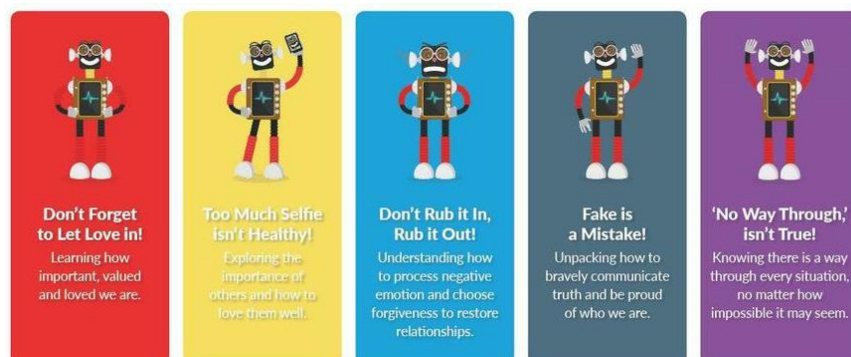 Don't Forget
to Let Love in!
Learning how
important, valued
and loved we are.
Too Much Selfie
isn't Healthy!
Exploring the
importance of
others and how to
love them well.
Don't Rub it In,
Rub it Out!
Understanding how
to process negative
emotion and choose
forgiveness to restore
relationships.
Fake is
a Mistake!
Unpacking how to
bravely communicate
truth and be proud
of who we are.
'No Way Through,'
isn't True!
Knowing there is a way
through every situation,
no matter how
impossible it may seem.